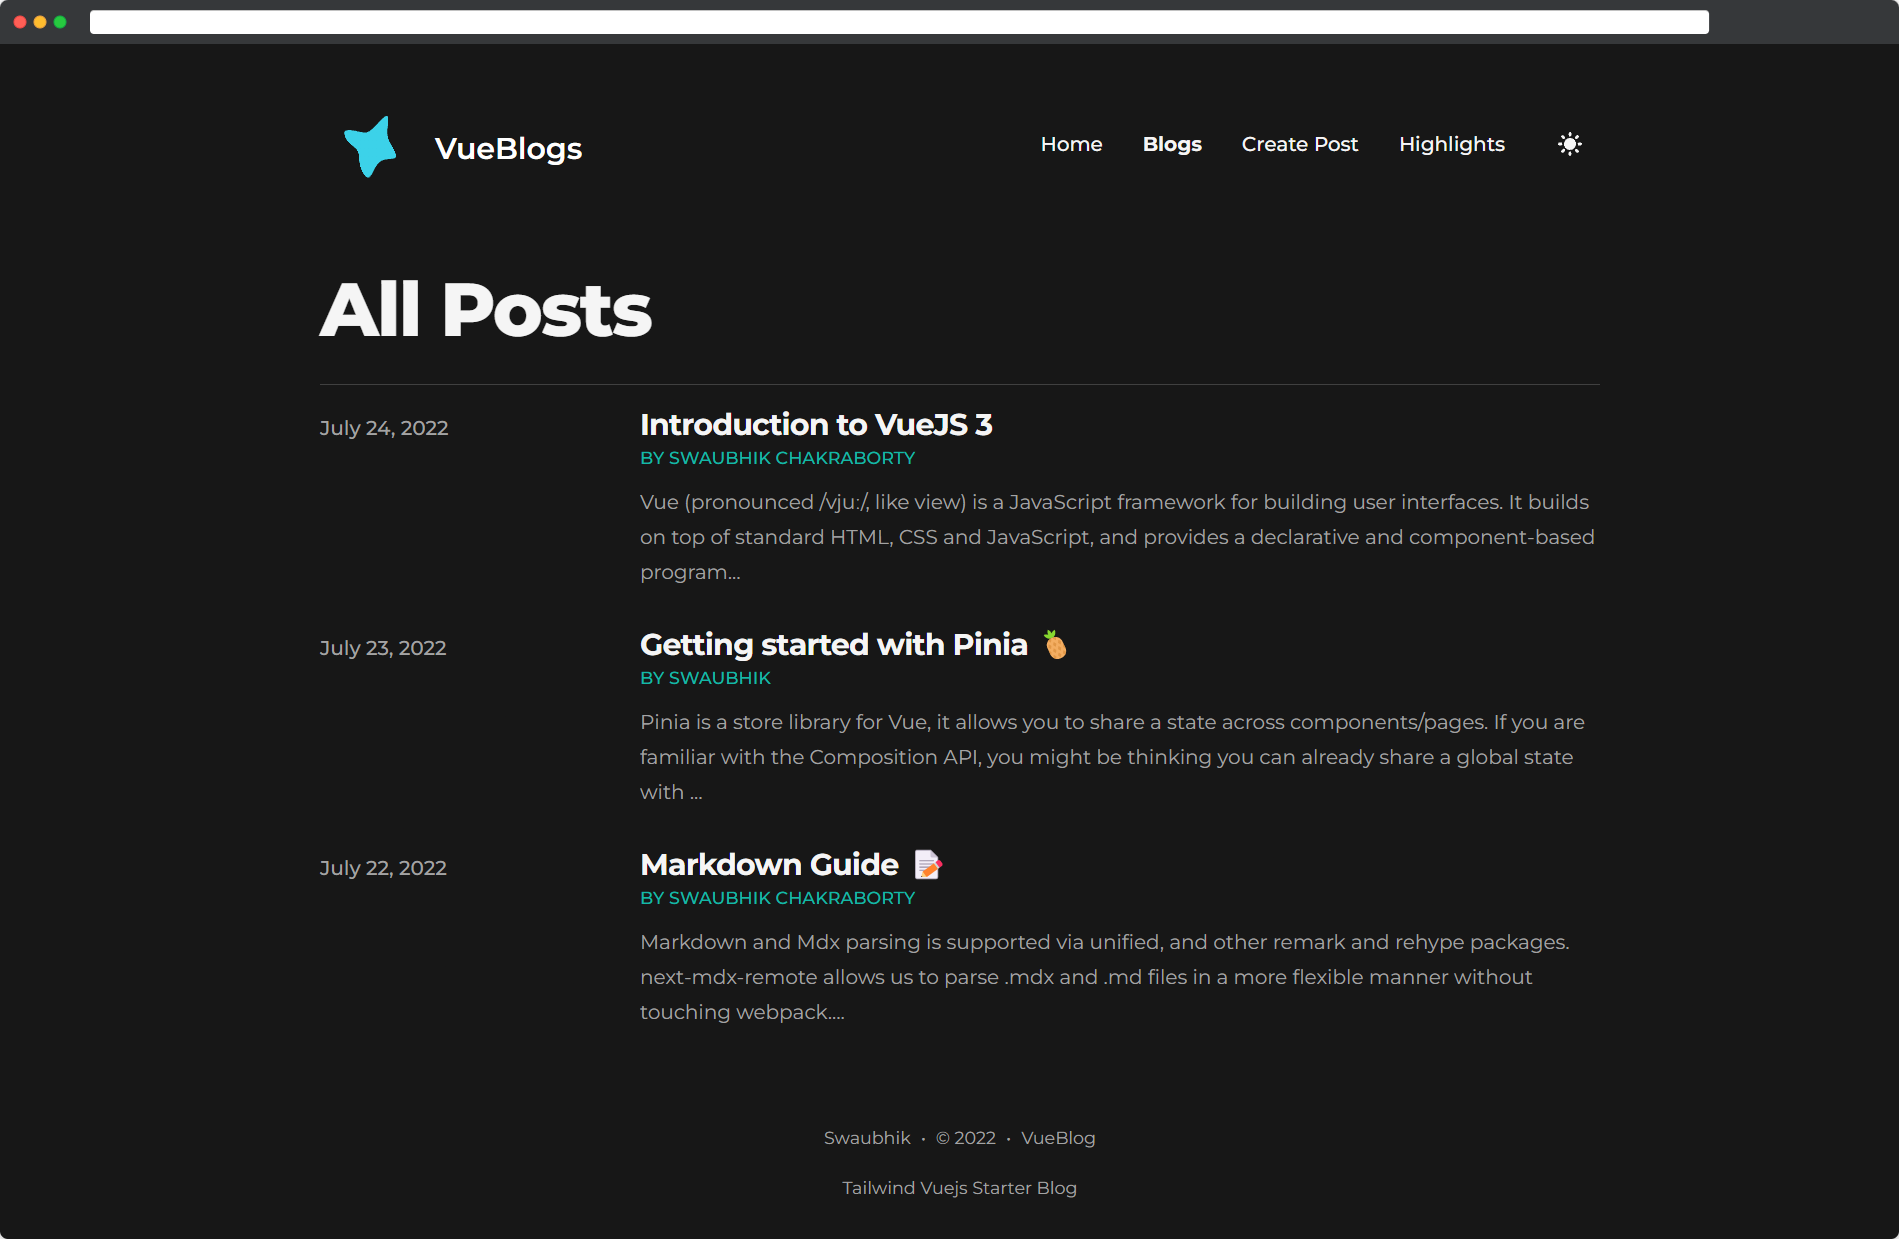 VueBlogs
Home
Blogs
Create Post
Highlights
All Posts
July 24, 2022
Introduction to VueJS 3
BY SWAUBHIK CHAKRABORTY
Vue (pronounced /vjuː/, like view) is a JavaScript framework for building user interfaces. It builds
on top of standard HTML, CSS and JavaScript, and provides a declarative and component-based
program...
July 23, 2022
Getting started with Pinia 🍍
BY SWAUBHIK
Pinia is a store library for Vue, it allows you to share a state across components/pages. If you are
familiar with the Composition API, you might be thinking you can already share a global state
with ...
July 22, 2022
Markdown Guide 📝
BY SWAUBHIK CHAKRABORTY
Markdown and Mdx parsing is supported via unified, and other remark and rehype packages.
next-mdx-remote allows us to parse .mdx and .md files in a more flexible manner without
touching webpack....
Swaubhik • © 2022 • VueBlog
Tailwind Vuejs Starter Blog